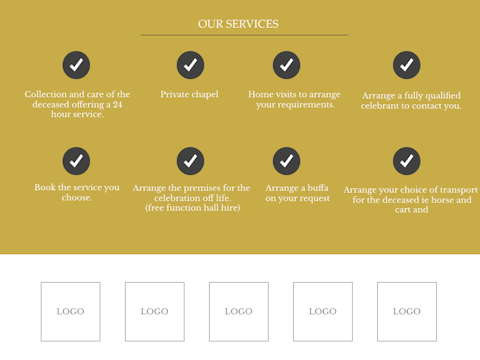 OUR SERVICES
Collection and care of the
deceased offering a 24
hour service.
Private chapel
Home visits to arrange
your requirements.
Arrange a fully qualified
celebrant to contact you.
Book the service you
choose.
Arrange the premises for the
celebration off life.
(free function hall hire)
Arrange a buffa
on your request
Arrange your choice of transport
for the deceased ie horse and
cart and
LOGO
LOGO
LOGO
LOGO
LOGO